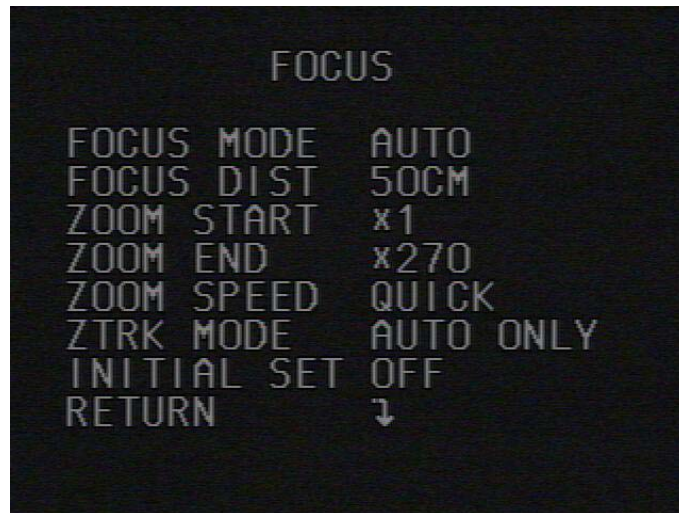 FOCUS
FOCUS MODE AUTO
FOCUS DIST 50CM
ZOOM START x1
ZOOM END x270
ZOOM SPEED QUICK
ZTRK MODE AUTO ONLY
INITIAL SET OFF
RETURN ↴